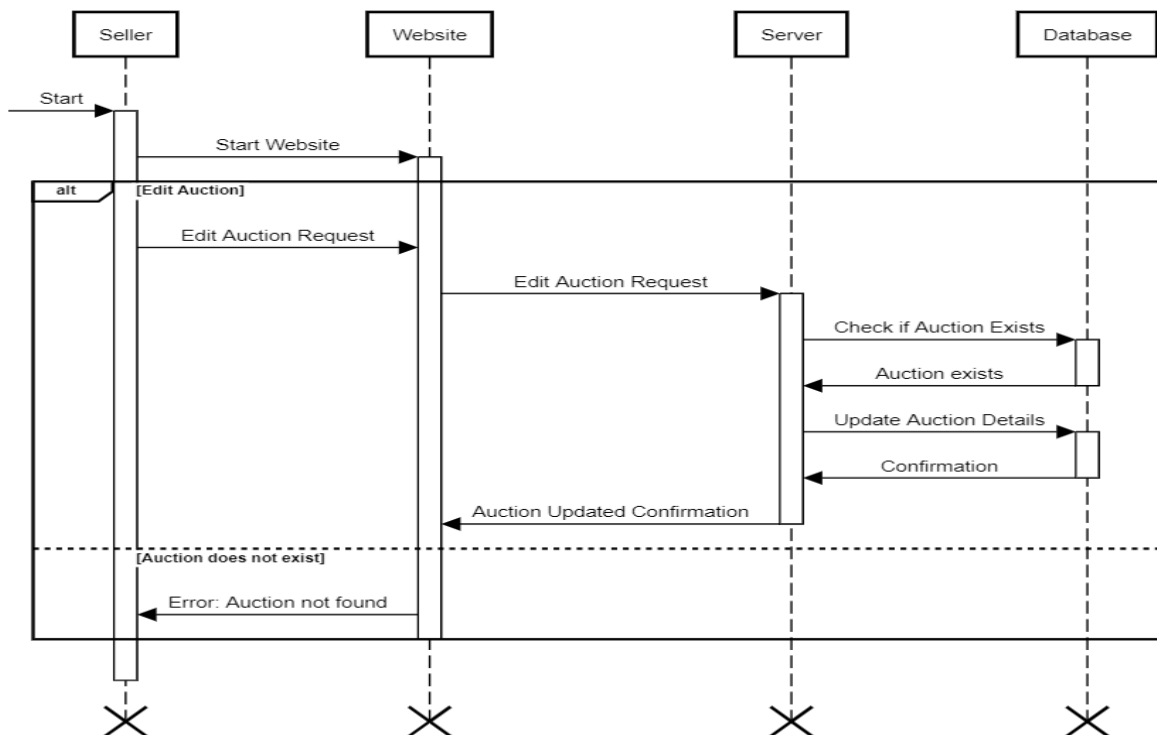 Seller
Website
Server
Database
Start
Start Website
alt
[Edit Auction]
Edit Auction Request
Edit Auction Request
Check if Auction Exists
Auction exists
Update Auction Details
Confirmation
Auction Updated Confirmation
[Auction does not exist]
Error: Auction not found